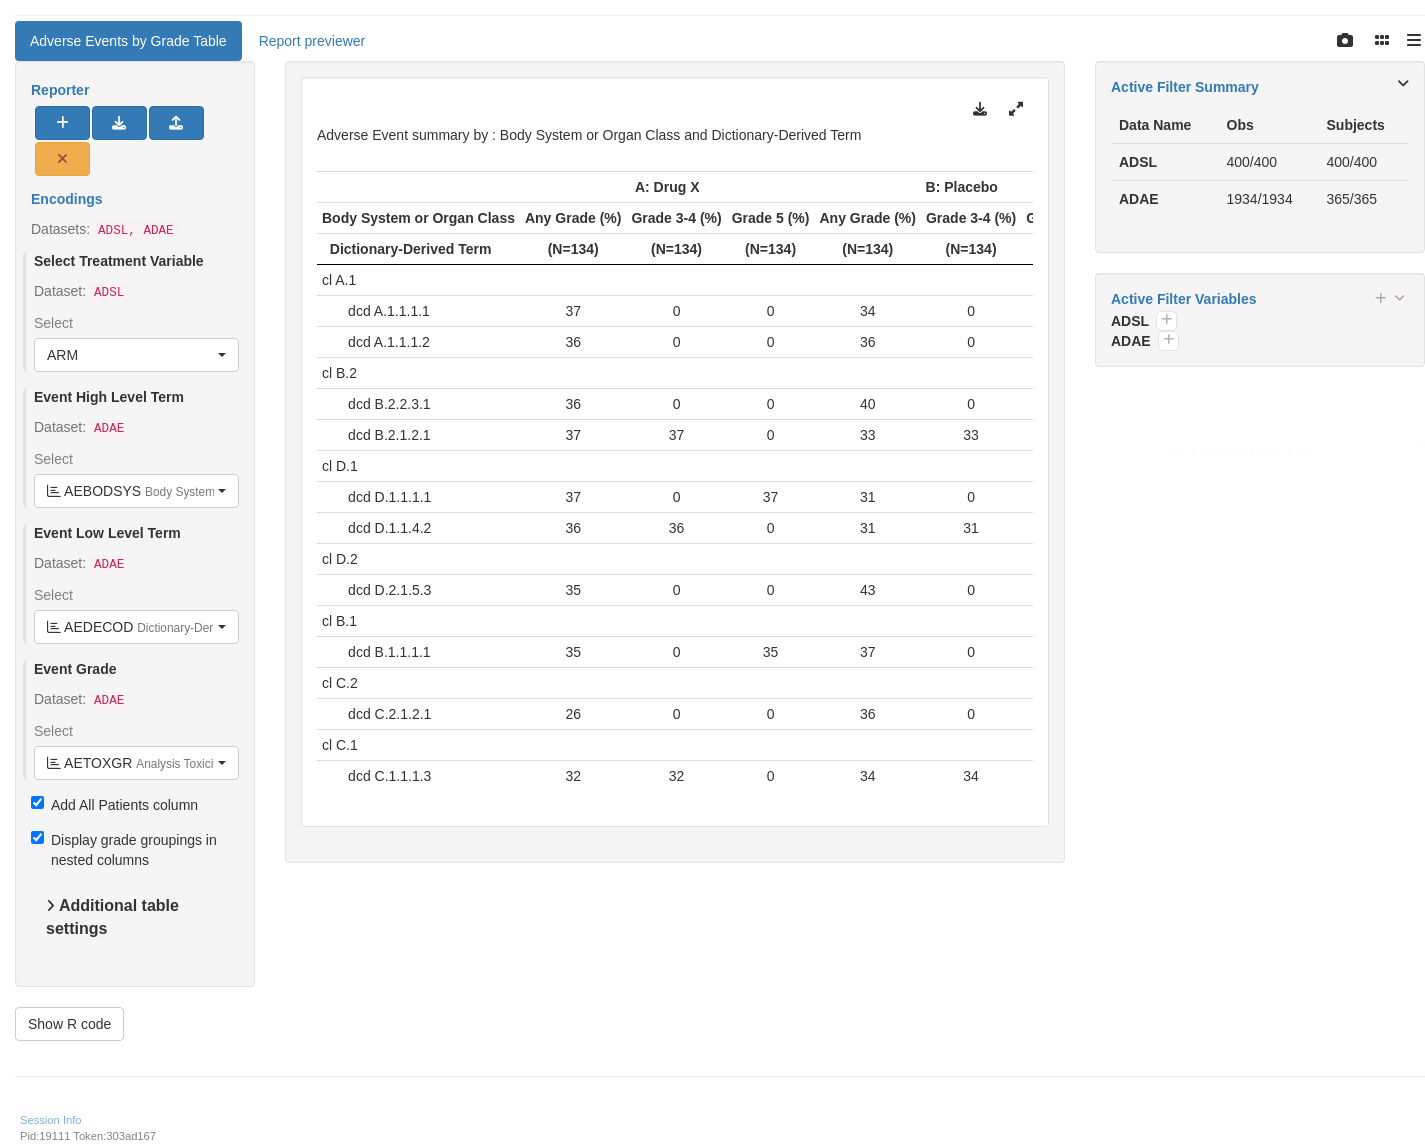 Adverse Events by Grade Table Report previewer
Reporter
Encodings
Datasets: ADSL, ADAE
Select Treatment Variable
Dataset: ADSL
Select
ARM
Event High Level Term
Dataset: ADAE
Select
AEBODSYS Body System
Event Low Level Term
Dataset: ADAE
Select
AEDECOD Dictionary-Der
Event Grade
Dataset: ADAE
Select
AETOXGR Analysis Toxici
Add All Patients column
Display grade groupings in
nested columns
Additional table
settings
Adverse Event summary by : Body System or Organ Class and Dictionary-Derived Term
A: Drug X B: Placebo
Body System or Organ Class Any Grade (%) Grade 3-4 (%) Grade 5 (%) Any Grade (%) Grade 3-4 (%)
Dictionary-Derived Term (N=134) (N=134) (N=134) (N=134) (N=134)
cl A.1
dcd A.1.1.1.1 37 0 0 34 0
dcd A.1.1.1.2 36 0 0 36 0
cl B.2
dcd B.2.2.3.1 36 0 0 40 0
dcd B.2.1.2.1 37 37 0 33 33
cl D.1
dcd D.1.1.1.1 37 0 37 31 0
dcd D.1.1.4.2 36 36 0 31 31
cl D.2
dcd D.2.1.5.3 35 0 0 43 0
cl B.1
dcd B.1.1.1.1 35 0 35 37 0
cl C.2
dcd C.2.1.2.1 26 0 0 36 0
cl C.1
dcd C.1.1.1.3 32 32 0 34 34
Active Filter Summary
Data Name Obs Subjects
ADSL 400/400 400/400
ADAE 1934/1934 365/365
Active Filter Variables
ADSL
ADAE
Show R code
Session Info
Pid:19111 Token:303ad167